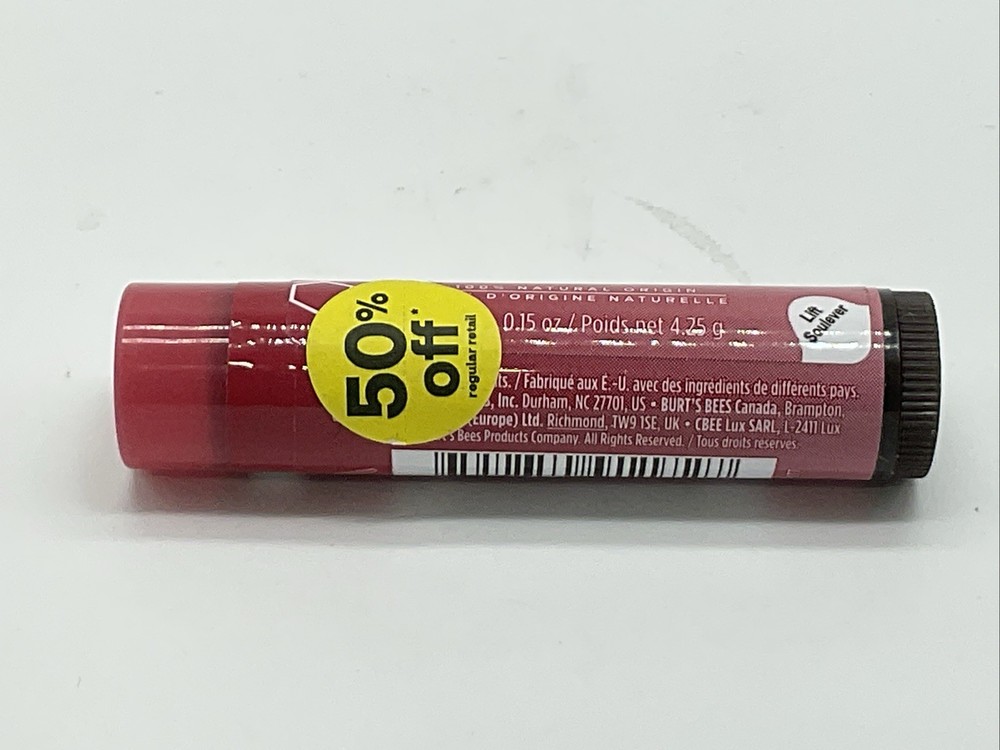 50%
off*
regular retail
100% NATURAL ORIGIN
D'ORIGINE NATURELLE
0.15 oz / Poids net 4.25 g
Lift
Soulever
ts. / Fabriqué aux É.-U. avec des ingrédients de différents pays.
, Inc. Durham, NC 27701, US • BURT'S BEES Canada, Brampton,
(Europe) Ltd. Richmond, TW9 1SE, UK • CBEE Lux SARL, L-2411 Lux
's Bees Products Company. All Rights Reserved. / Tous droits réservés.